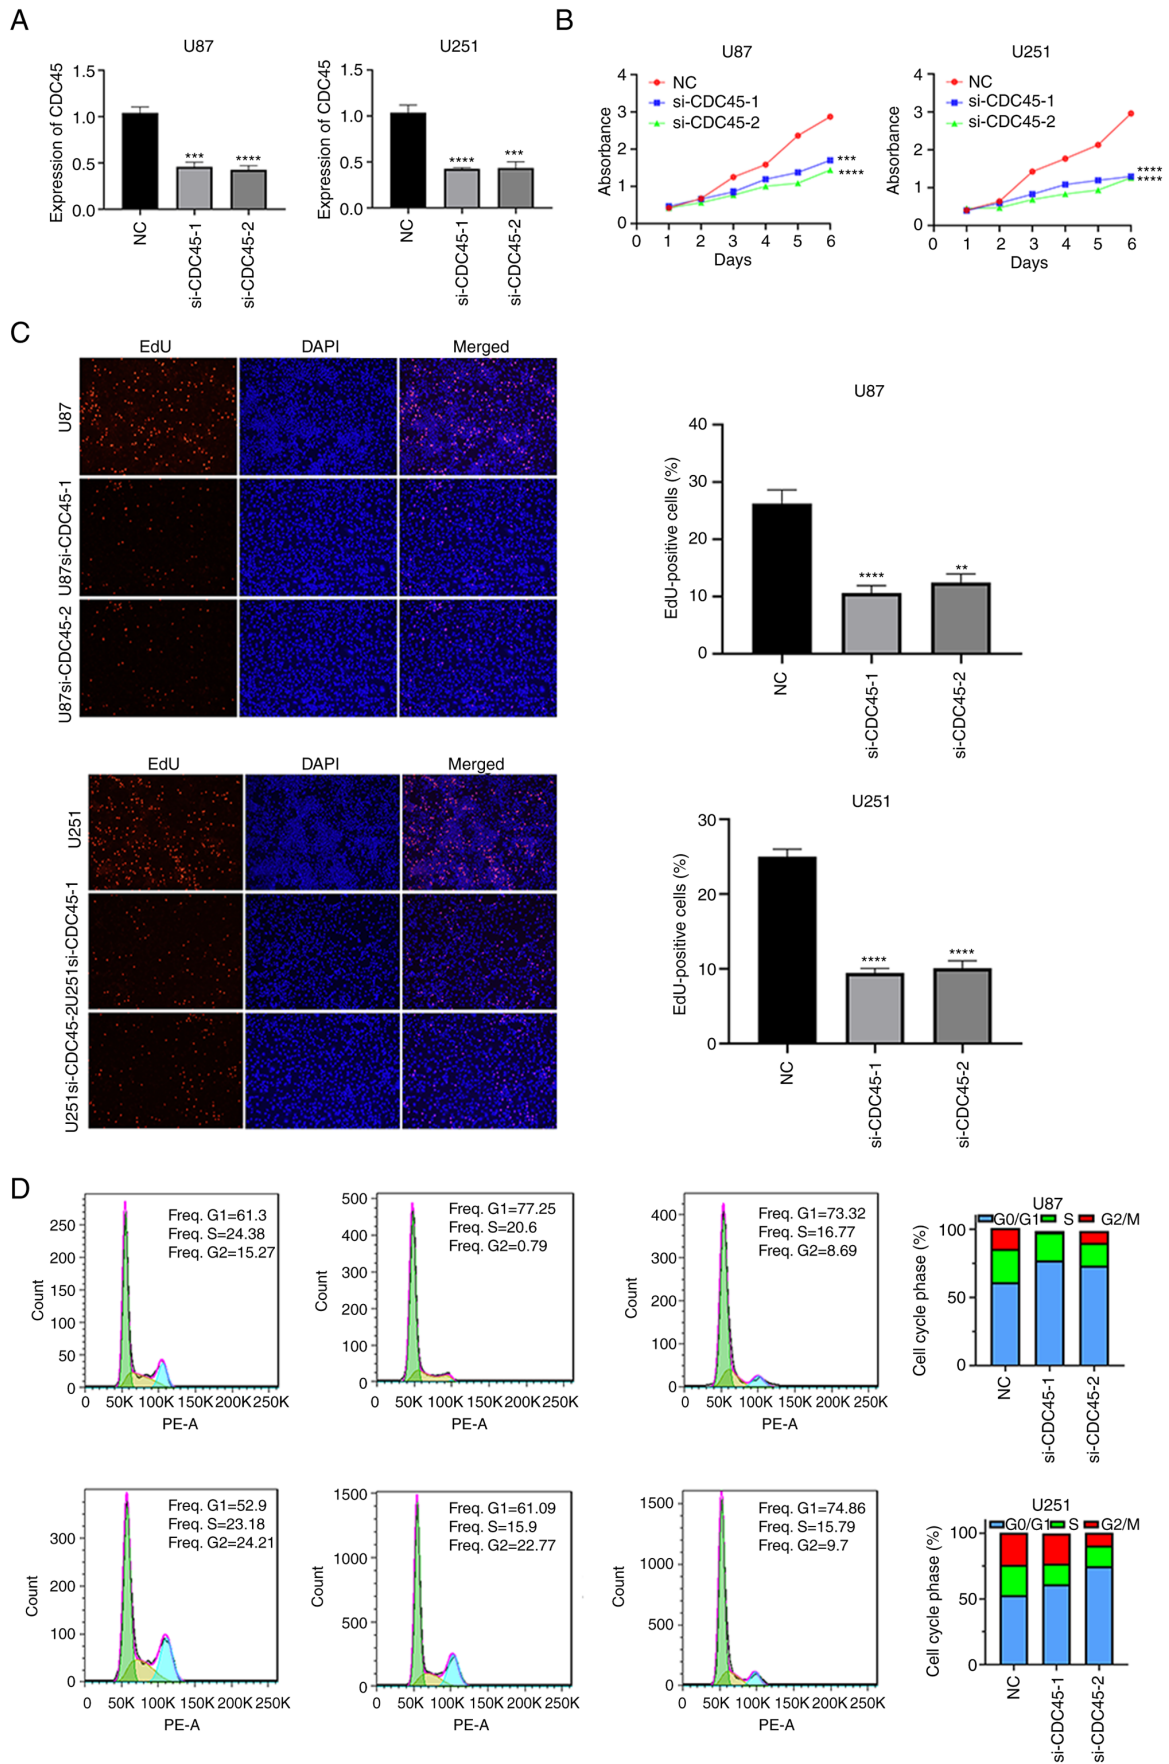 A
U87
Expression of CDC45
1.5
1.0
0.5
0.0
***
****
NC
si-CDC45-1
si-CDC45-2
U251
Expression of CDC45
1.5
1.0
0.5
0.0
****
***
NC
si-CDC45-1
si-CDC45-2
B
U87
Absorbance
4
3
2
1
0
NC
si-CDC45-1
si-CDC45-2
***
****
0 1 2 3 4 5 6
Days
U251
Absorbance
4
3
2
1
0
NC
si-CDC45-1
si-CDC45-2
****
****
0 1 2 3 4 5 6
Days
C
EdU DAPI Merged
U87
U87si-CDC45-1
U87si-CDC45-2
U87
EdU-positive cells (%)
40
30
20
10
0
****
**
NC
si-CDC45-1
si-CDC45-2
EdU DAPI Merged
U251
U251si-CDC45-1
U251si-CDC45-2
U251
EdU-positive cells (%)
30
20
10
0
****
****
NC
si-CDC45-1
si-CDC45-2
D
Count
250
200
150
100
50
0
Freq. G1=61.3
Freq. S=24.38
Freq. G2=15.27
0 50K 100K 150K 200K 250K
PE-A
Count
500
400
300
200
100
0
Freq. G1=77.25
Freq. S=20.6
Freq. G2=0.79
0 50K 100K 150K 200K 250K
PE-A
Count
400
300
200
100
0
Freq. G1=73.32
Freq. S=16.77
Freq. G2=8.69
0 50K 100K 150K 200K 250K
PE-A
U87
G0/G1 S G2/M
Cell cycle phase (%)
100
50
0
NC
si-CDC45-1
si-CDC45-2
Count
300
200
100
0
Freq. G1=52.9
Freq. S=23.18
Freq. G2=24.21
0 50K 100K 150K 200K 250K
PE-A
Count
1500
1000
500
0
Freq. G1=61.09
Freq. S=15.9
Freq. G2=22.77
0 50K 100K 150K 200K 250K
PE-A
Count
1500
1000
500
0
Freq. G1=74.86
Freq. S=15.79
Freq. G2=9.7
0 50K 100K 150K 200K 250K
PE-A
U251
G0/G1 S G2/M
Cell cycle phase (%)
100
50
0
NC
si-CDC45-1
si-CDC45-2